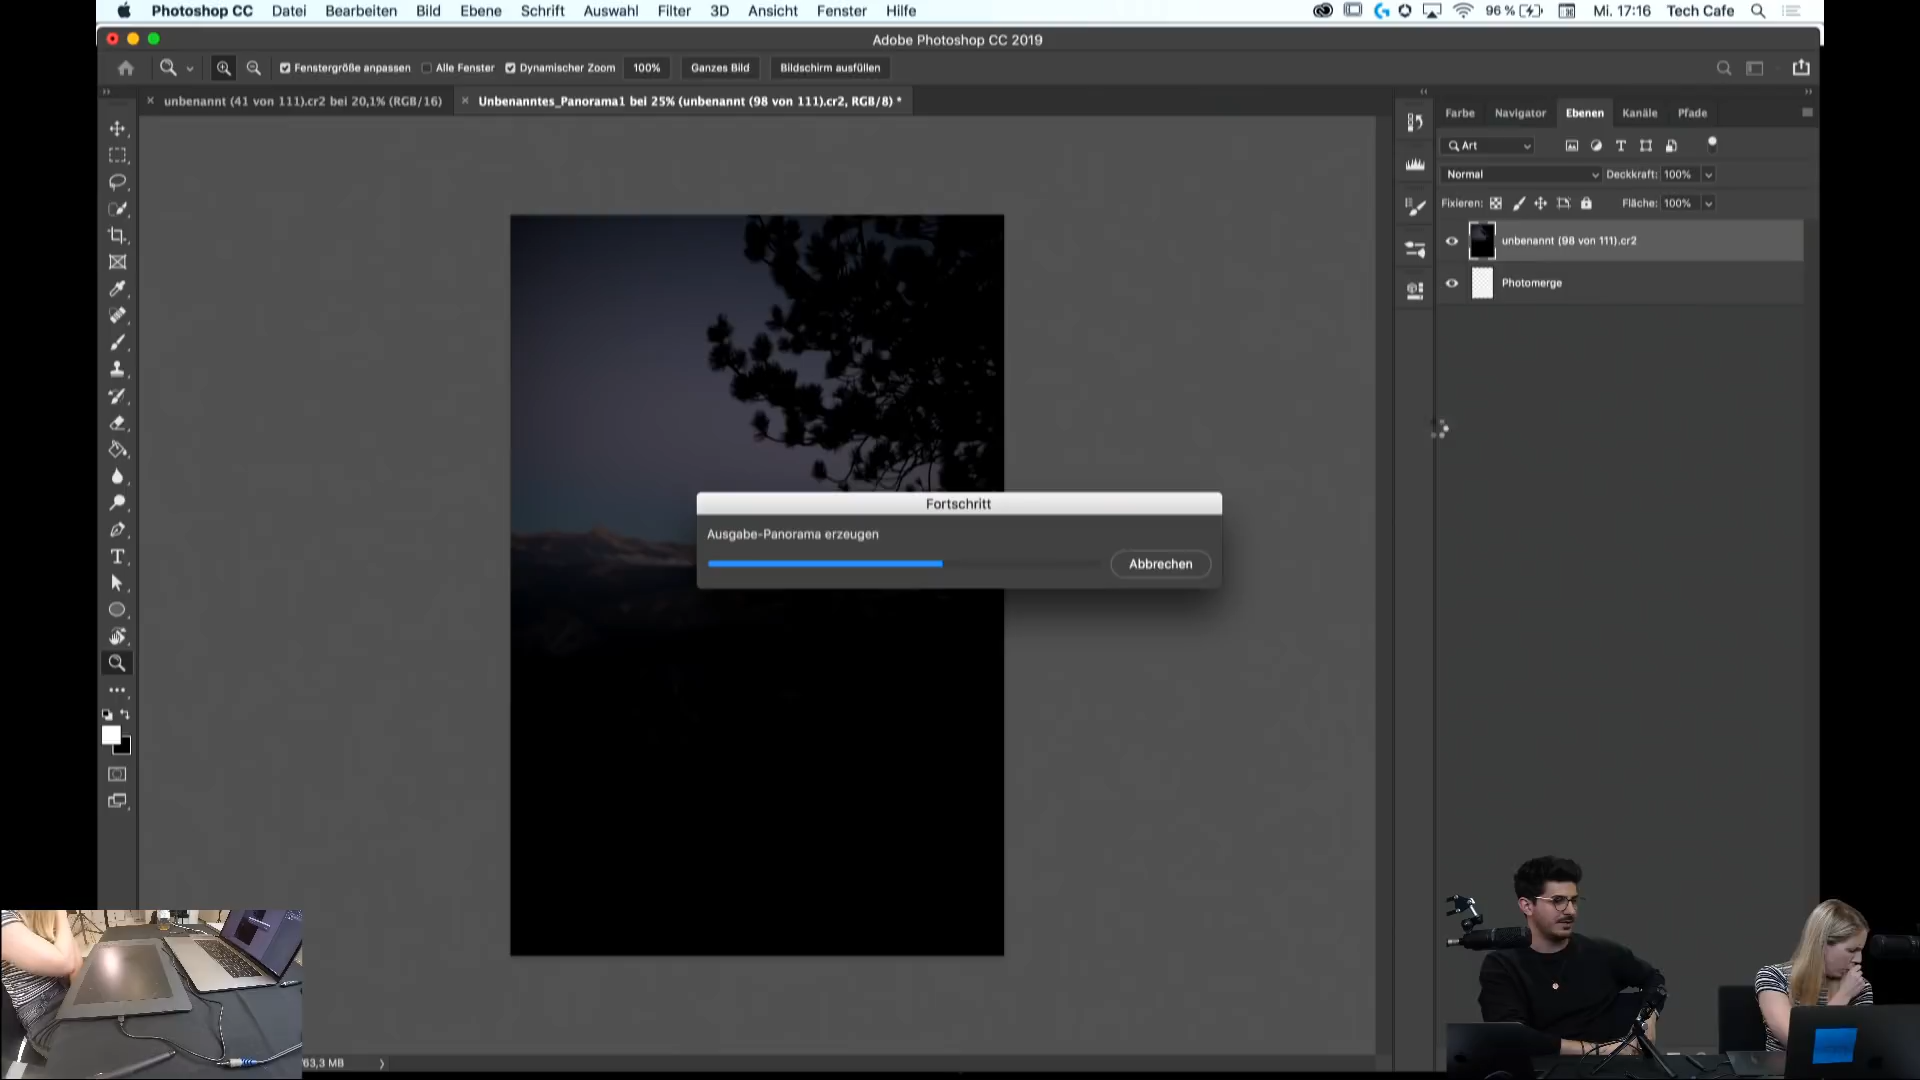 Photoshop CC Datei Bearbeiten Bild Ebene Schrift Auswahl Filter 3D Ansicht Fenster Hilfe 96 % Mi. 17:16 Tech Cafe
Adobe Photoshop CC 2019
Fenstergröße anpassen Alle Fenster Dynamischer Zoom 100% Ganzes Bild Bildschirm ausfüllen
unbenannt (41 von 111).cr2 bei 20,1% (RGB/16) Unbenanntes_Panorama1 bei 25% (unbenannt (98 von 111).cr2, RGB/8) *
Farbe Navigator Ebenen Kanäle Pfade
Art
Normal Deckkraft: 100%
Fixieren: Fläche: 100%
unbenannt (98 von 111).cr2
Photomerge
Fortschritt
Ausgabe-Panorama erzeugen
Abbrechen
63,3 MB